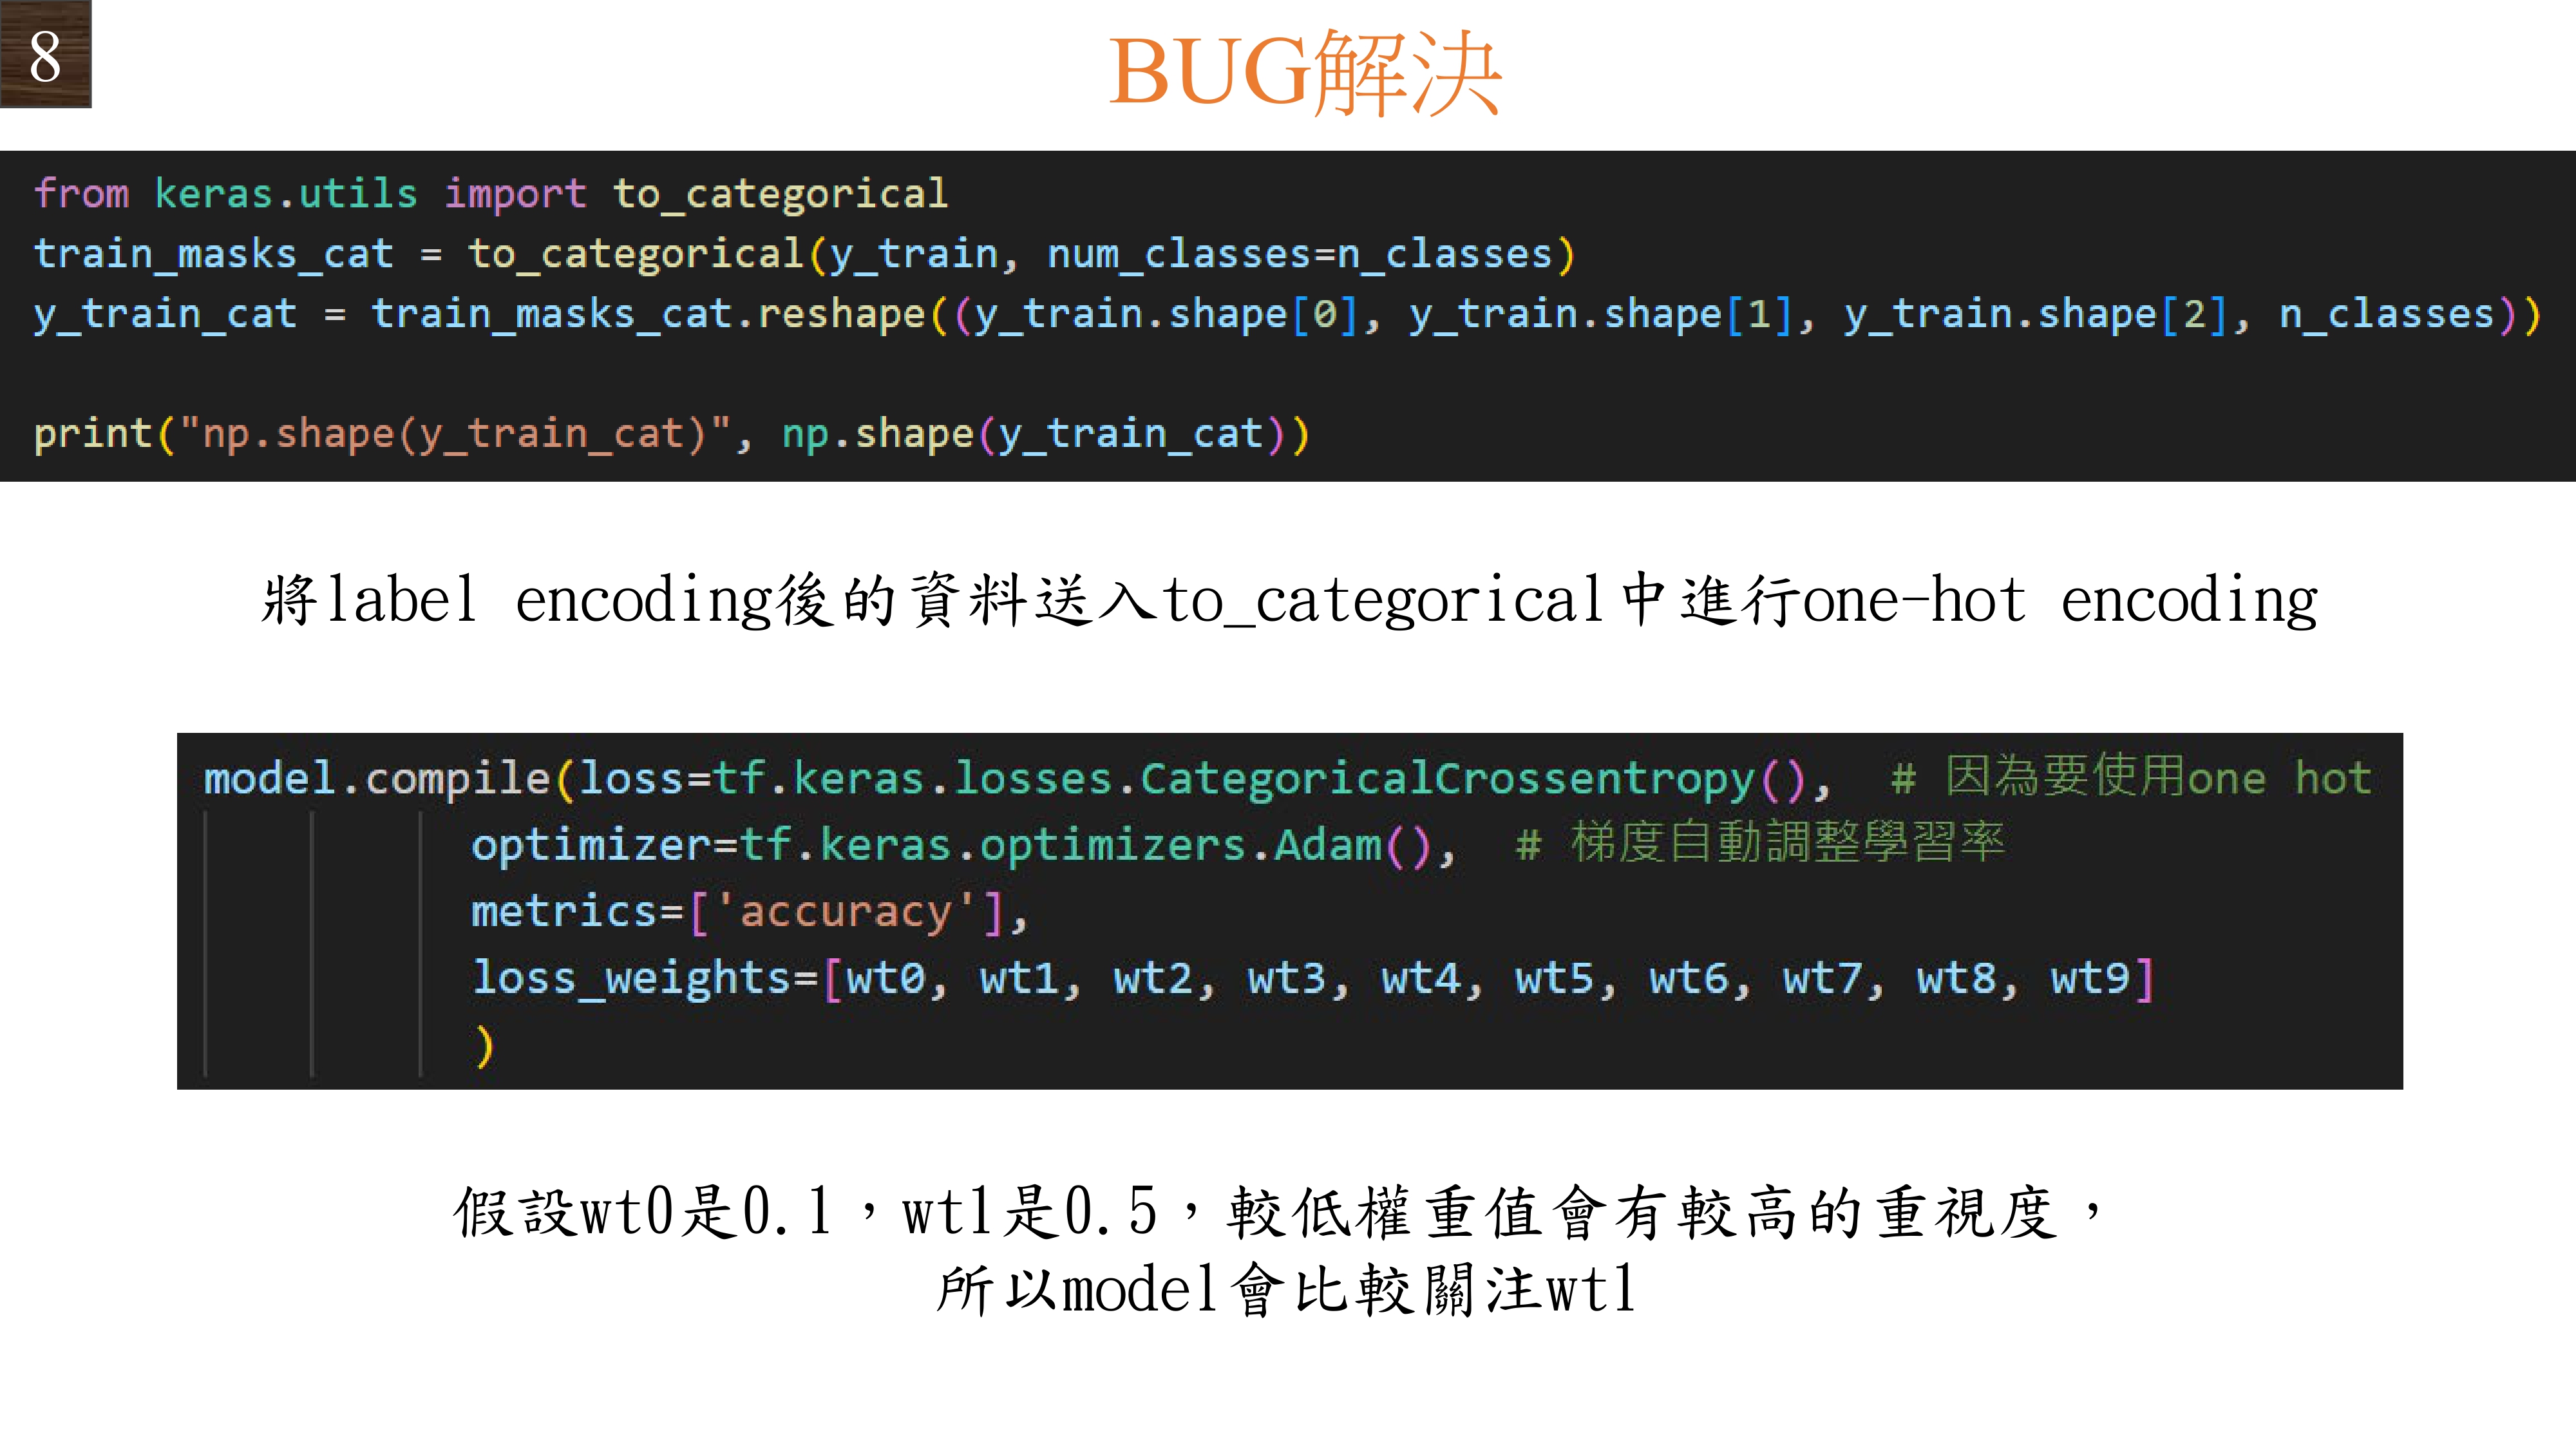 8
BUG解決
from keras.utils import to_categorical
train_masks_cat = to_categorical(y_train, num_classes=n_classes)
y_train_cat = train_masks_cat.reshape((y_train.shape[0], y_train.shape[1], y_train.shape[2], n_classes))
print("np.shape(y_train_cat)", np.shape(y_train_cat))
將label encoding後的資料送入to_categorical中進行one-hot encoding
model.compile(loss=tf.keras.losses.CategoricalCrossentropy(), # 因為要使用one hot
optimizer=tf.keras.optimizers.Adam(), # 梯度自動調整學習率
metrics=['accuracy'],
loss_weights=[wt0, wt1, wt2, wt3, wt4, wt5, wt6, wt7, wt8, wt9]
)
假設wt0是0.1，wt1是0.5，較低權重值會有較高的重視度，
所以model會比較關注wt1